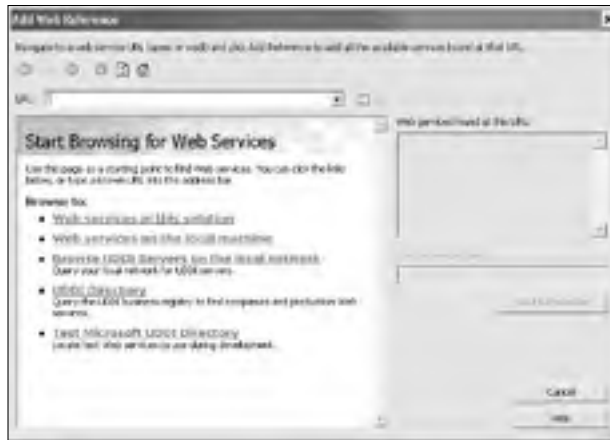 Add Web Reference
Navigate to a web service URL (asmx or wsdl) and click Add Reference to add all the available services found at that URL.
URL:
Web services found at this URL:
Start Browsing for Web Services
Use this page as a starting point to find Web services. You can click the links
below, or type a known URL into the address bar.
Browse to:
Web services in this solution
Web services on the local machine
Browse UDDI Servers on the local network
Query your local network for UDDI servers.
UDDI Directory
Query the UDDI business registry to find companies and production Web
services.
Test Microsoft UDDI Directory
Locate test Web services to use during development.
Add Reference
Cancel
Help